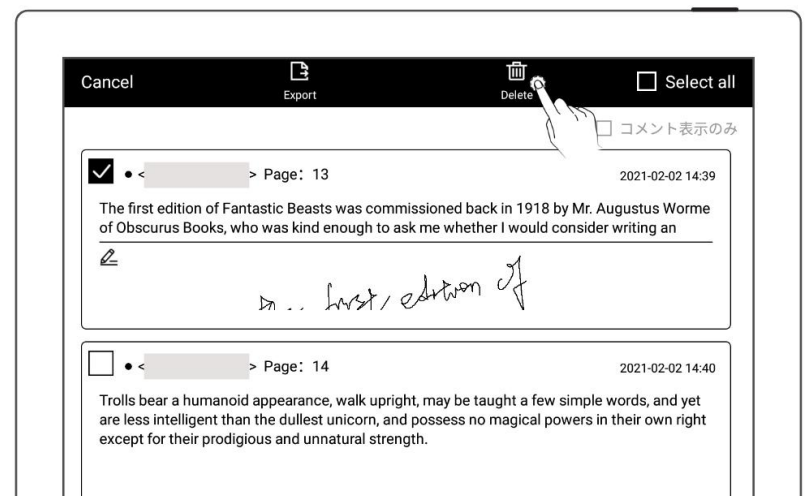 Cancel
Export
Delete
Select all
コメント表示のみ
• < > Page: 13
2021-02-02 14:39
The first edition of Fantastic Beasts was commissioned back in 1918 by Mr. Augustus Worme
of Obscurus Books, who was kind enough to ask me whether I would consider writing an
first, edition of
• < > Page: 14
2021-02-02 14:40
Trolls bear a humanoid appearance, walk upright, may be taught a few simple words, and yet
are less intelligent than the dullest unicorn, and possess no magical powers in their own right
except for their prodigious and unnatural strength.